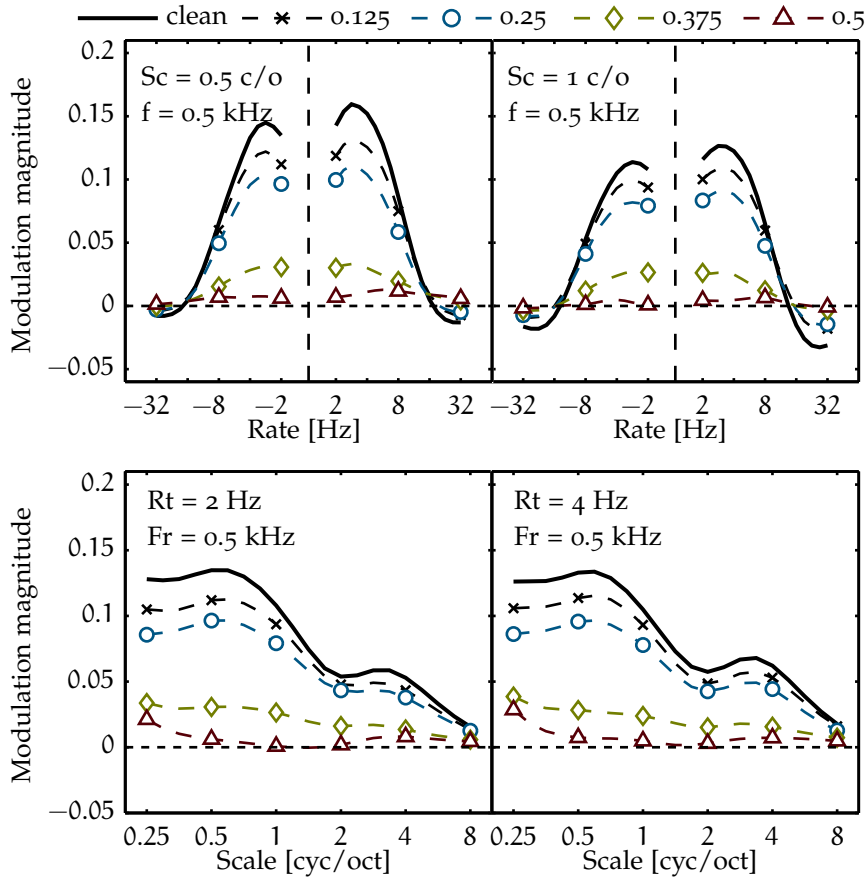 clean 0.125 0.25 0.375 0.5
0.2
0.15
0.1
0.05
0
−0.05
Modulation magnitude
Sc = 0.5 c/o
f = 0.5 kHz
Sc = 1 c/o
f = 0.5 kHz
−32 −8 −2 2 8 32
−32 −8 −2 2 8 32
Rate [Hz]
Rate [Hz]
0.2
0.15
0.1
0.05
0
−0.05
Modulation magnitude
Rt = 2 Hz
Fr = 0.5 kHz
Rt = 4 Hz
Fr = 0.5 kHz
0.25 0.5 1 2 4 8
0.25 0.5 1 2 4 8
Scale [cyc/oct]
Scale [cyc/oct]